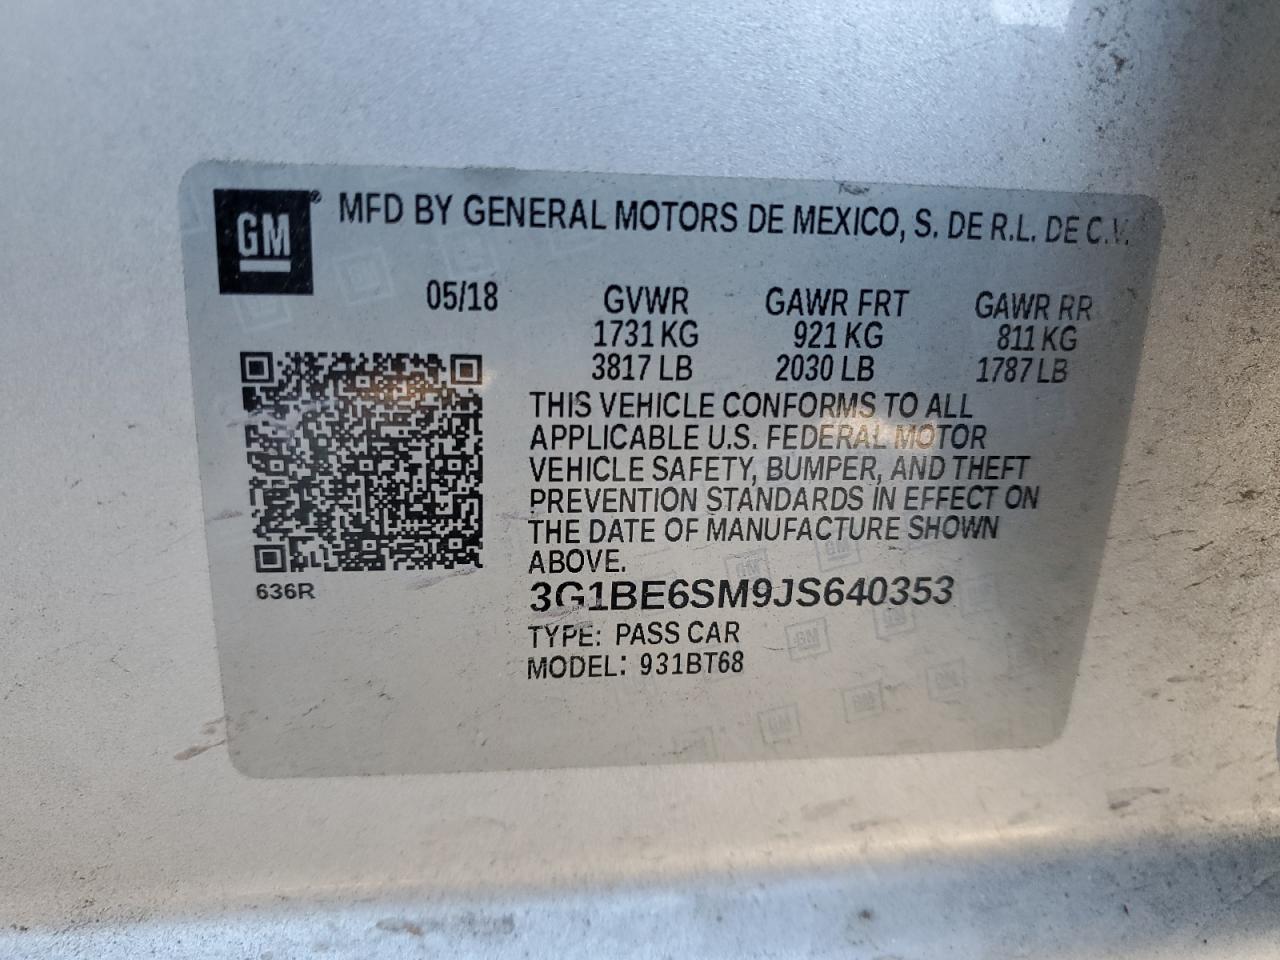 GM® MFD BY GENERAL MOTORS DE MEXICO, S. DE R.L. DE C.V.
05/18 GVWR GAWR FRT GAWR RR
1731 KG 921 KG 811 KG
3817 LB 2030 LB 1787 LB
THIS VEHICLE CONFORMS TO ALL
APPLICABLE U.S. FEDERAL MOTOR
VEHICLE SAFETY, BUMPER, AND THEFT
PREVENTION STANDARDS IN EFFECT ON
THE DATE OF MANUFACTURE SHOWN
ABOVE.
636R
3G1BE6SM9JS640353
TYPE: PASS CAR
MODEL: 931BT68